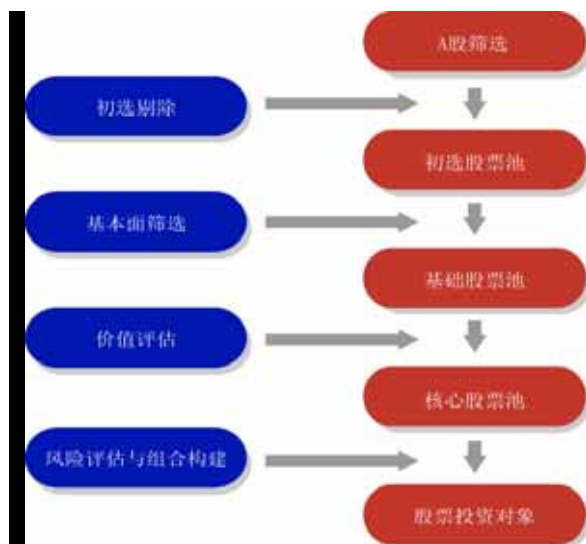 A股筛选
初选剔除
初选股票池
基本面筛选
基础股票池
价值评估
核心股票池
风险评估与组合构建
股票投资对象